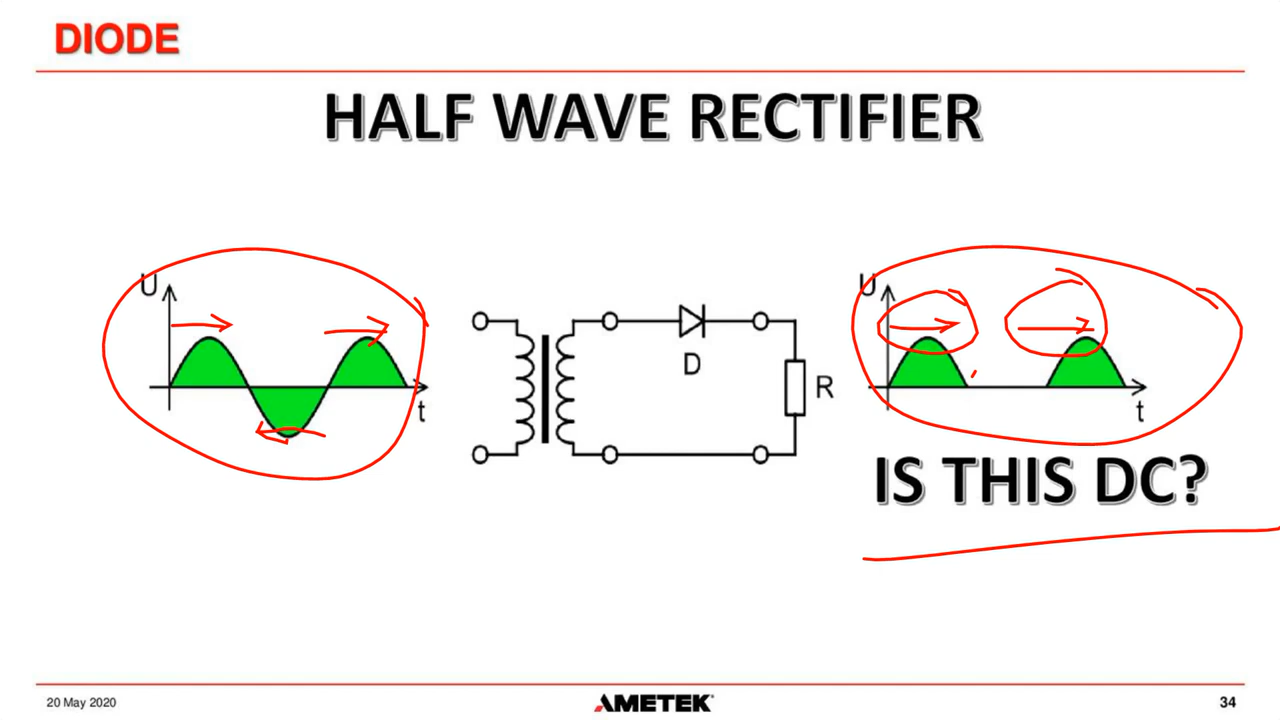 DIODE
HALF WAVE RECTIFIER
U
t
D
R
U
t
IS THIS DC?
20 May 2020
AMETEK
34